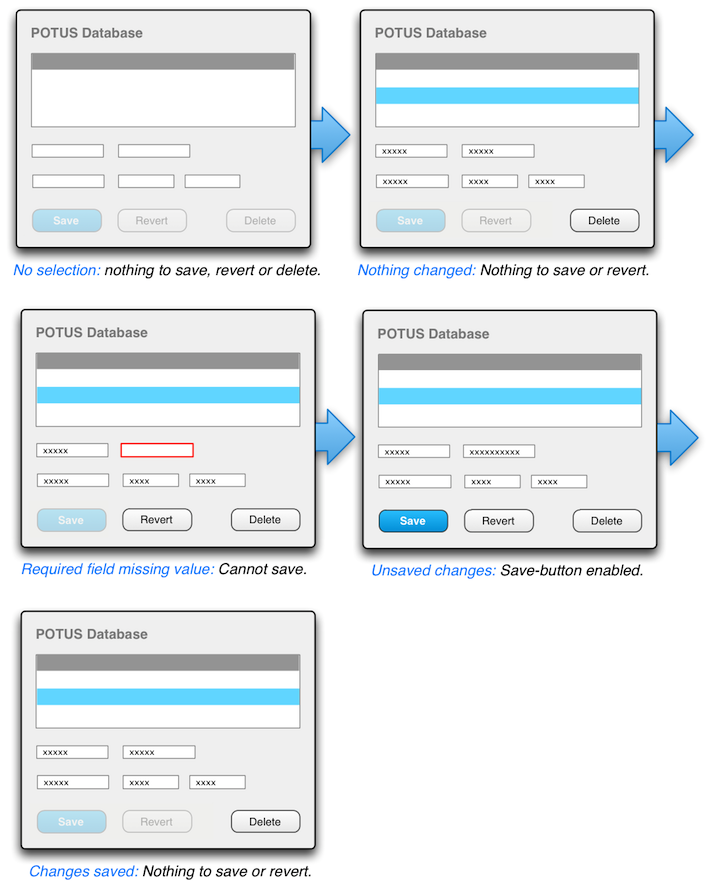 POTUS Database
Save Revert Delete
No selection: nothing to save, revert or delete.
POTUS Database
xxxxx xxxxx
xxxxx xxxx xxxx
Save Revert Delete
Nothing changed: Nothing to save or revert.
POTUS Database
xxxxx
xxxxx xxxx xxxx
Save Revert Delete
Required field missing value: Cannot save.
POTUS Database
xxxxx xxxxxxxxxx
xxxxx xxxx xxxx
Save Revert Delete
Unsaved changes: Save-button enabled.
POTUS Database
xxxxx xxxxx
xxxxx xxxx xxxx
Save Revert Delete
Changes saved: Nothing to save or revert.